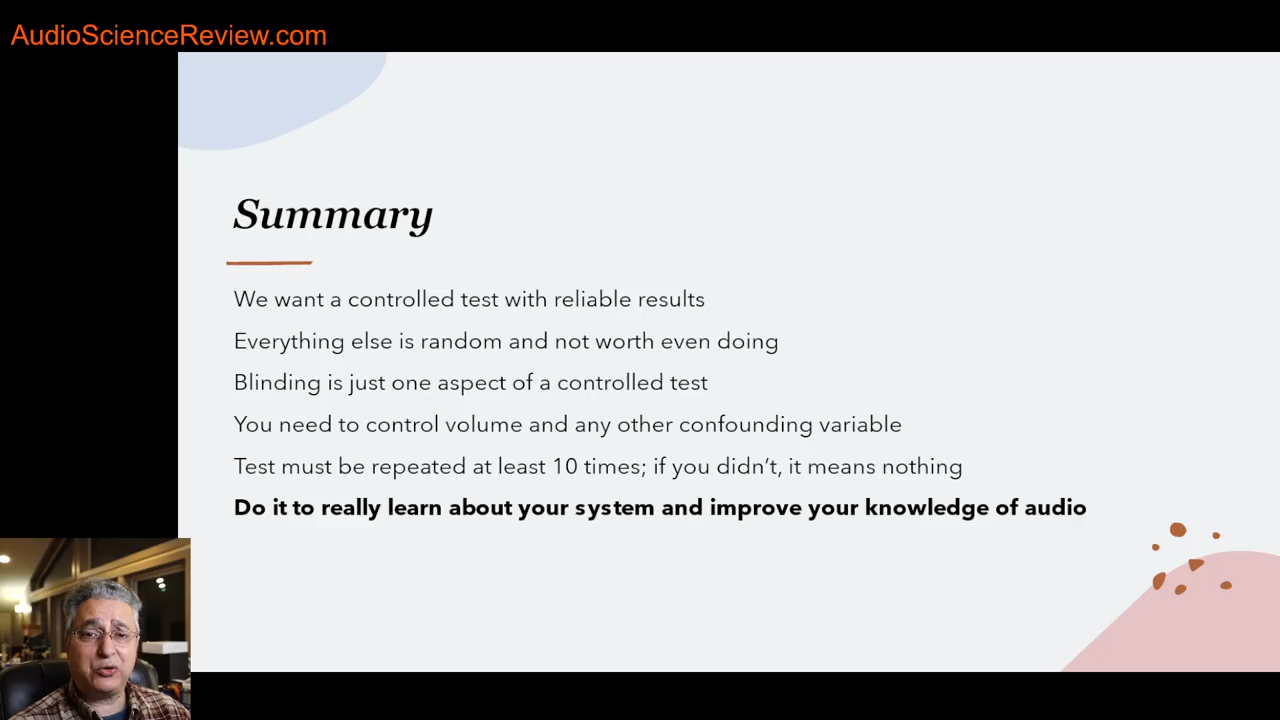 AudioScienceReview.com
Summary
We want a controlled test with reliable results
Everything else is random and not worth even doing
Blinding is just one aspect of a controlled test
You need to control volume and any other confounding variable
Test must be repeated at least 10 times; if you didn’t, it means nothing
Do it to really learn about your system and improve your knowledge of audio